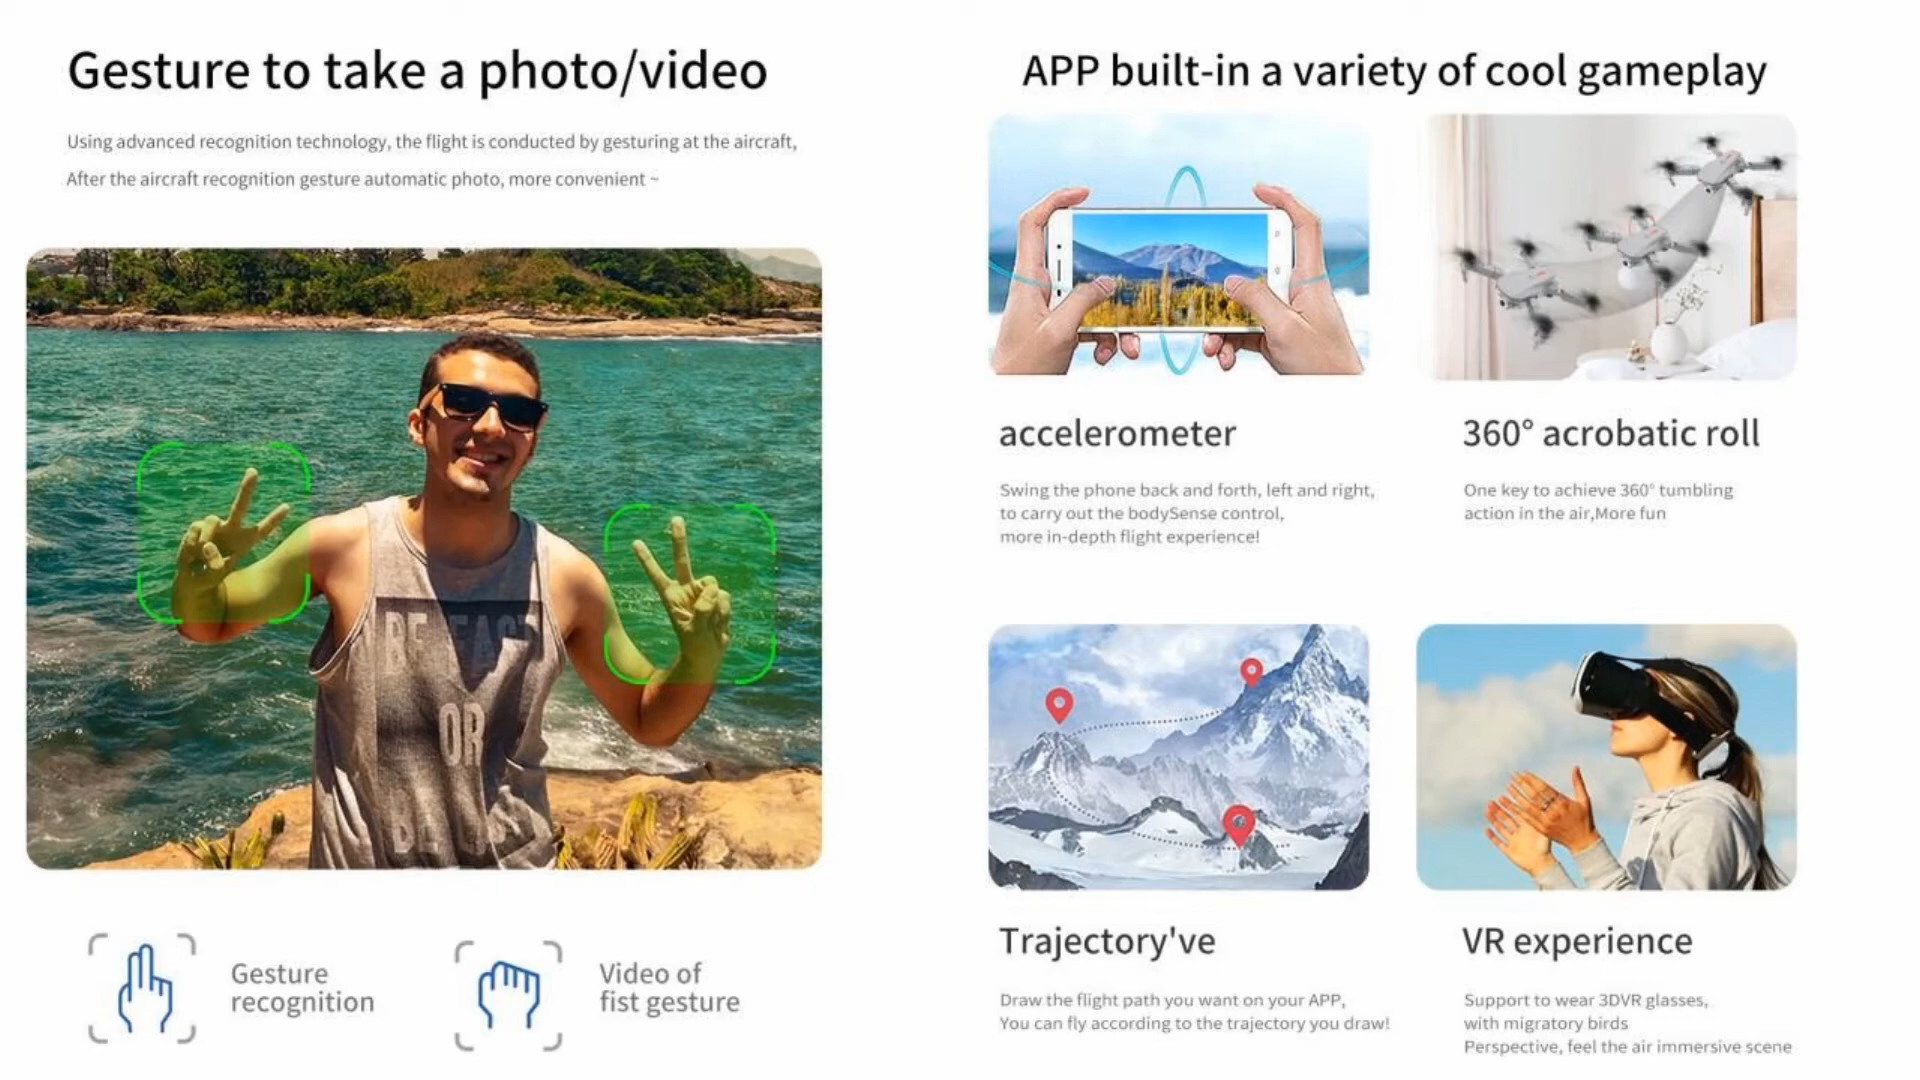 Gesture to take a photo/video
Using advanced recognition technology, the flight is conducted by gesturing at the aircraft,
After the aircraft recognition gesture automatic photo, more convenient ~
BE
OR
BE
Gesture
recognition
Video of
fist gesture
APP built-in a variety of cool gameplay
accelerometer
Swing the phone back and forth, left and right,
to carry out the bodySense control,
more in-depth flight experience!
360° acrobatic roll
One key to achieve 360° tumbling
action in the air,More fun
Trajectory've
Draw the flight path you want on your APP,
You can fly according to the trajectory you draw!
VR experience
Support to wear 3DVR glasses,
with migratory birds
Perspective, feel the air immersive scene